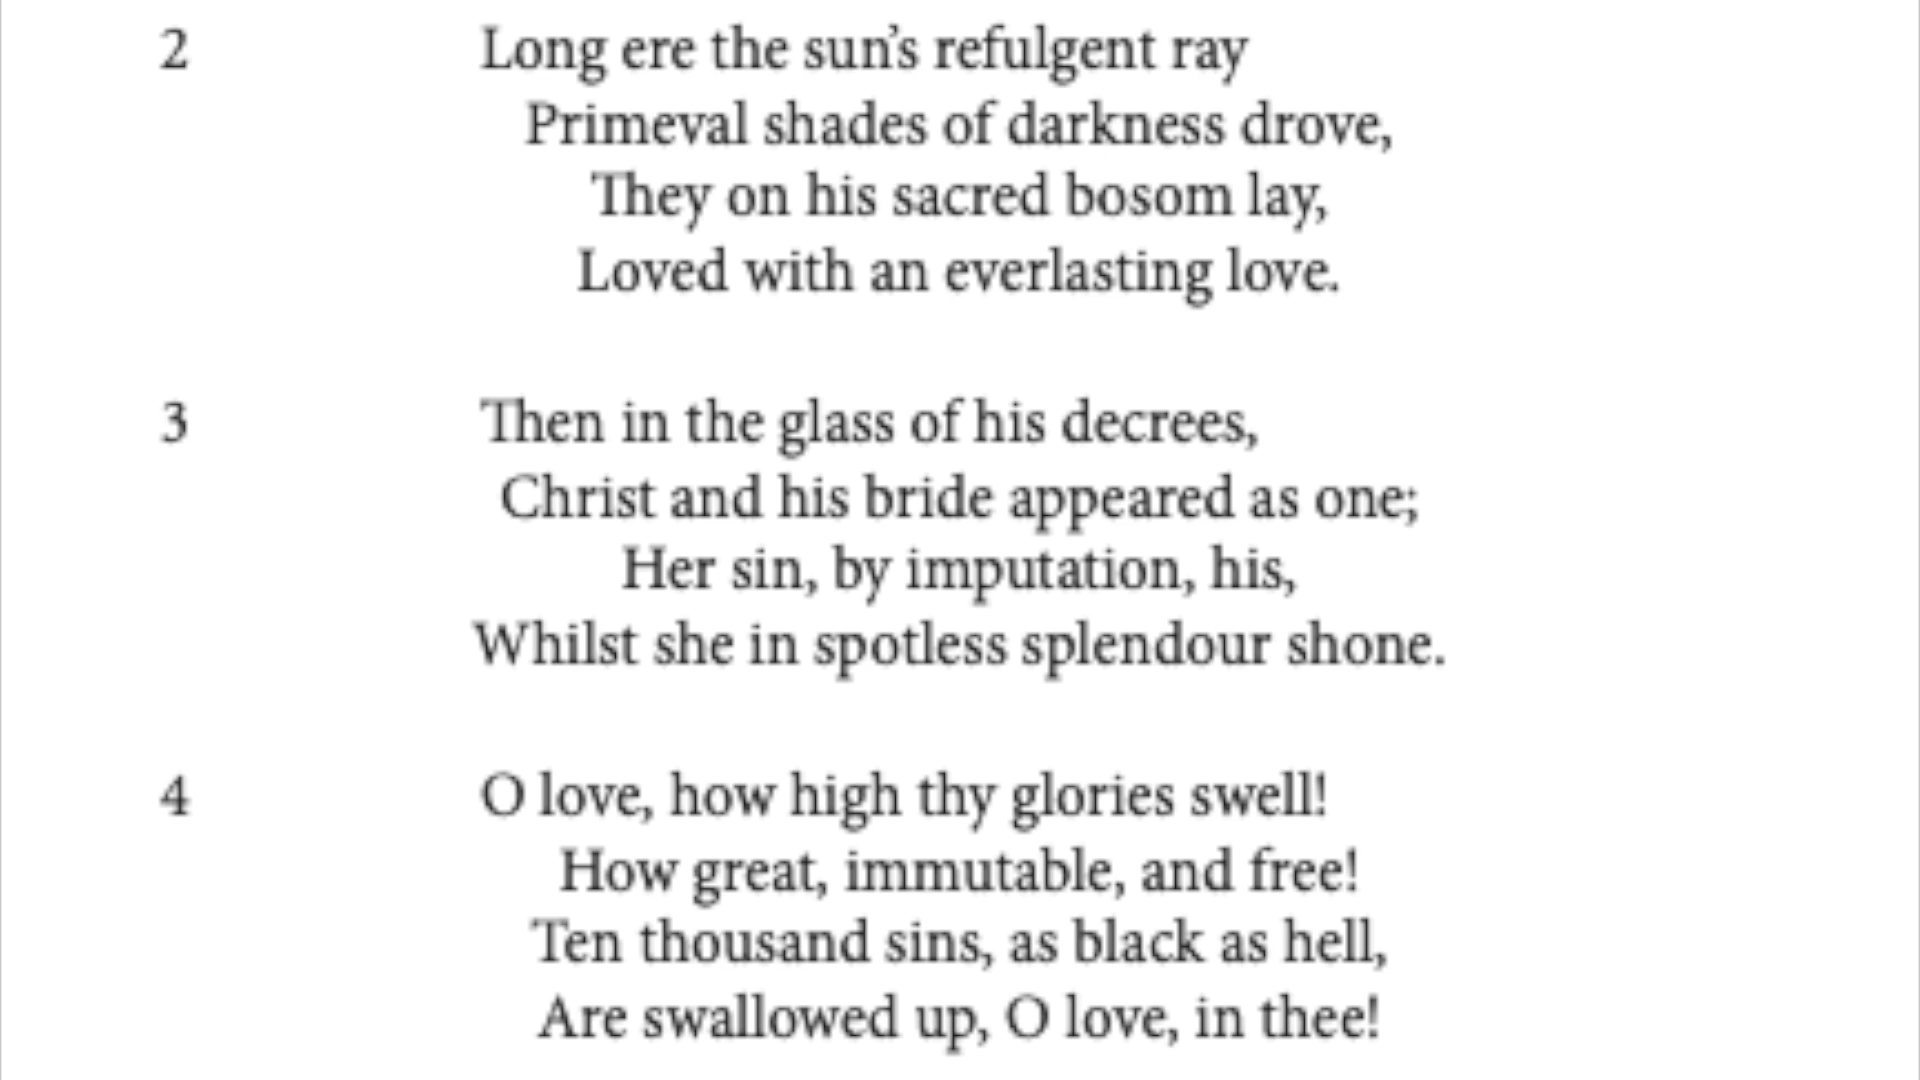 2 Long ere the sun’s refulgent ray
Primeval shades of darkness drove,
They on his sacred bosom lay,
Loved with an everlasting love.
3 Then in the glass of his decrees,
Christ and his bride appeared as one;
Her sin, by imputation, his,
Whilst she in spotless splendour shone.
4 O love, how high thy glories swell!
How great, immutable, and free!
Ten thousand sins, as black as hell,
Are swallowed up, O love, in thee!